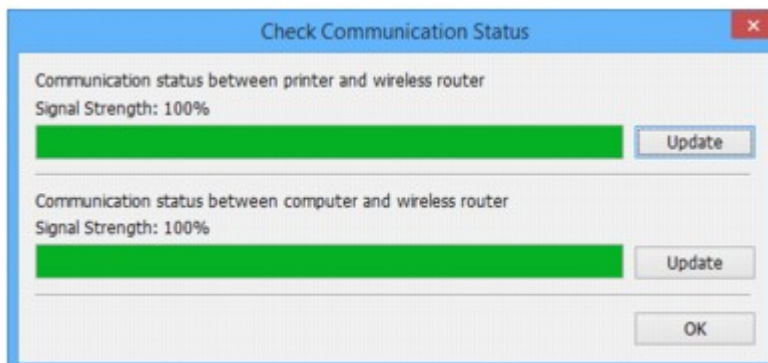 Check Communication Status
Communication status between printer and wireless router
Signal Strength: 100%
Update
Communication status between computer and wireless router
Signal Strength: 100%
Update
OK